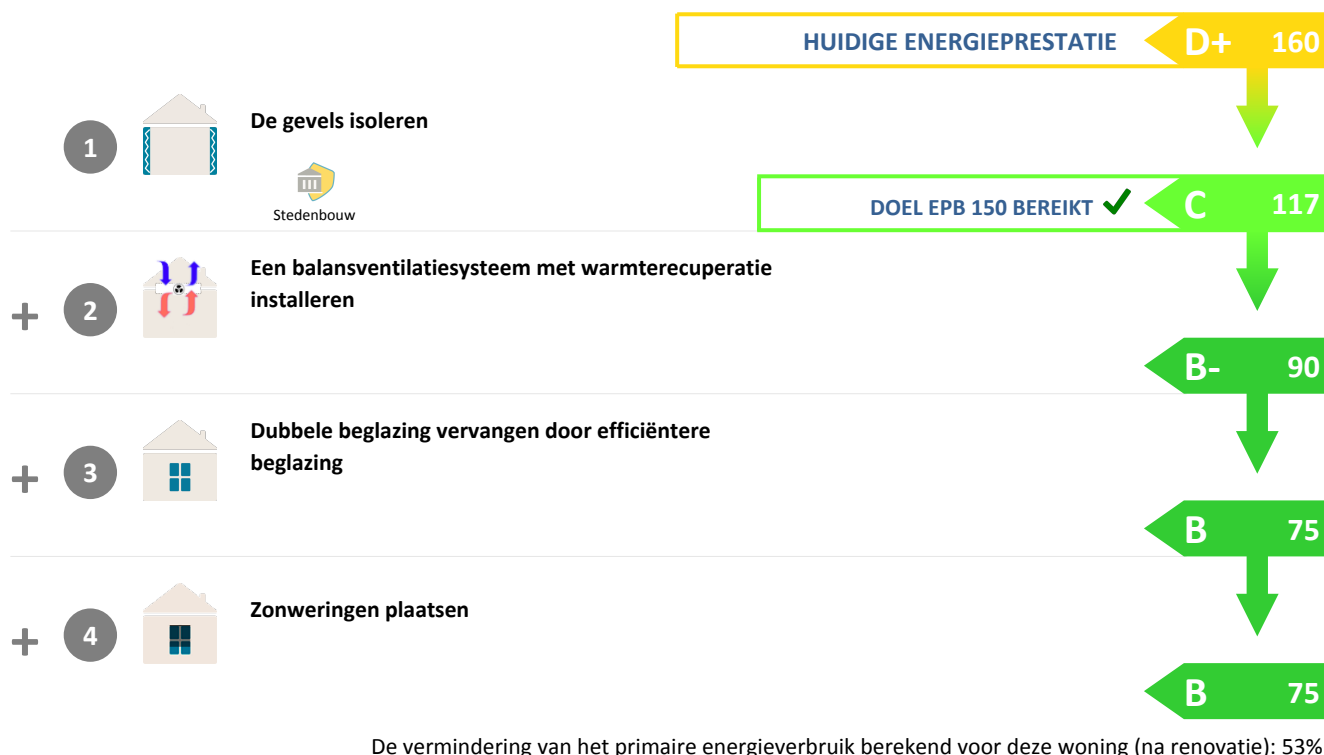 HUIDIGE ENERGIEPRESTATIE D+ 160
1 De gevels isoleren
Stedenbouw
DOEL EPB 150 BEREIKT ✓ C 117
+ 2 Een balansventilatiesysteem met warmterecuperatie
installeren
B- 90
+ 3 Dubbele beglazing vervangen door efficiëntere
beglazing
B 75
+ 4 Zonweringen plaatsen
B 75
De vermindering van het primaire energieverbruik berekend voor deze woning (na renovatie): 53%